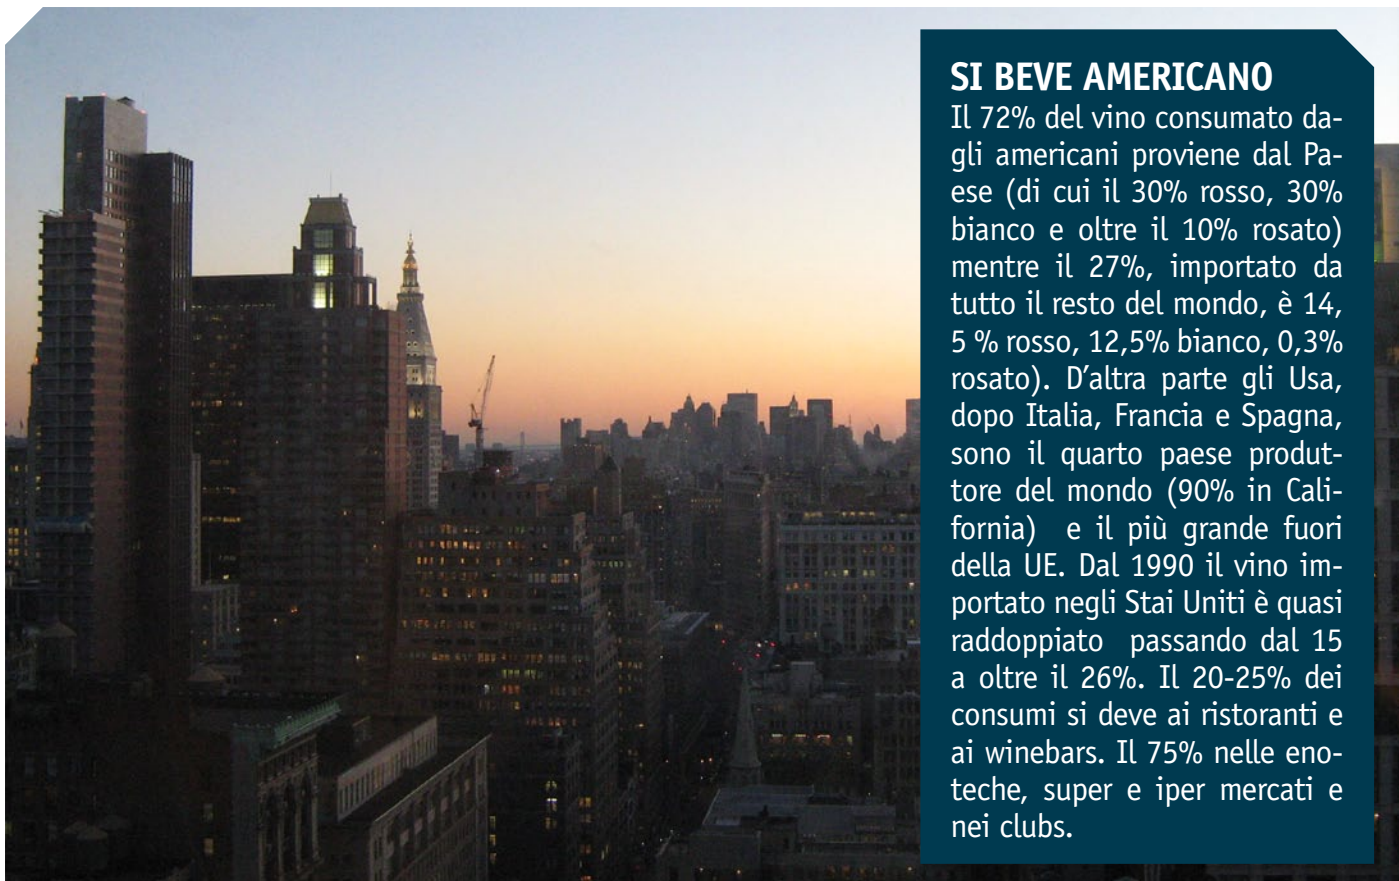 SI BEVE AMERICANO
Il 72% del vino consumato da-
gli americani proviene dal Pa-
ese (di cui il 30% rosso, 30%
bianco e oltre il 10% rosato)
mentre il 27%, importato da
tutto il resto del mondo, è 14,
5 % rosso, 12,5% bianco, 0,3%
rosato). D’altra parte gli Usa,
dopo Italia, Francia e Spagna,
sono il quarto paese produt-
tore del mondo (90% in Cali-
fornia)  e il più grande fuori
della UE. Dal 1990 il vino im-
portato negli Stai Uniti è quasi
raddoppiato  passando dal 15
a oltre il 26%. Il 20-25% dei
consumi si deve ai ristoranti e
ai winebars. Il 75% nelle eno-
teche, super e iper mercati e
nei clubs.